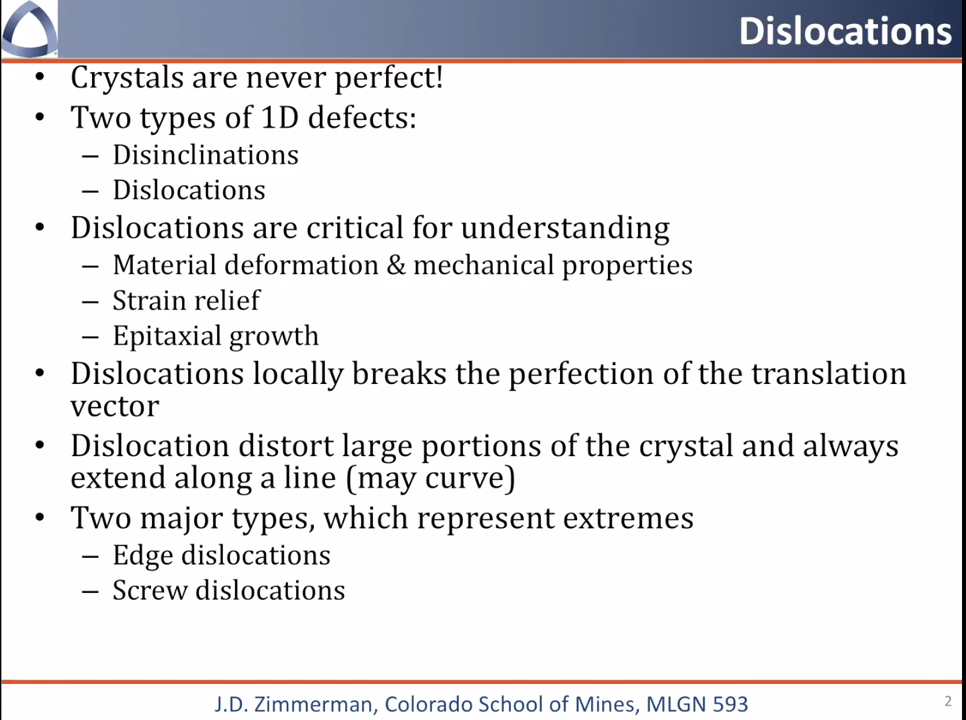 Dislocations
• Crystals are never perfect!
• Two types of 1D defects:
– Disinclinations
– Dislocations
• Dislocations are critical for understanding
– Material deformation & mechanical properties
– Strain relief
– Epitaxial growth
• Dislocations locally breaks the perfection of the translation
vector
• Dislocation distort large portions of the crystal and always
extend along a line (may curve)
• Two major types, which represent extremes
– Edge dislocations
– Screw dislocations
J.D. Zimmerman, Colorado School of Mines, MLGN 593
2